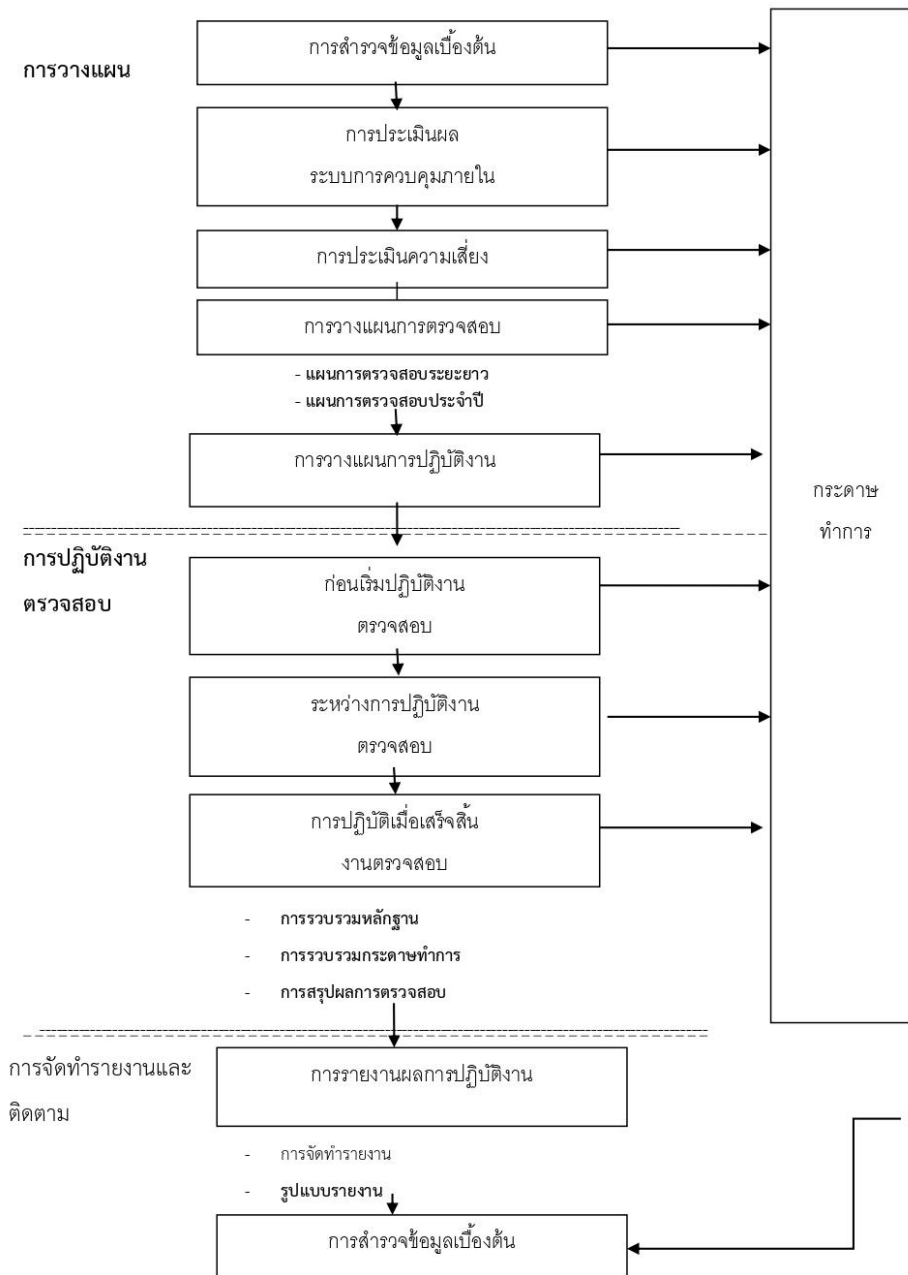 การสำรวจข้อมูลเบื้องต้น
การวางแผน
การประเมินผล
ระบบการควบคุมภายใน
การประเมินความเสี่ยง
การวางแผนการตรวจสอบ
- แผนการตรวจสอบระยะยาว
- แผนการตรวจสอบประจำปี
การวางแผนการปฏิบัติงาน
กระดาษ
ทำการ
การปฏิบัติงาน
ตรวจสอบ
ก่อนเริ่มปฏิบัติงาน
ตรวจสอบ
ระหว่างการปฏิบัติงาน
ตรวจสอบ
การปฏิบัติเมื่อเสร็จสิ้น
งานตรวจสอบ
- การรวบรวมหลักฐาน
- การรวบรวมกระดาษทำการ
- การสรุปผลการตรวจสอบ
การจัดทำรายงานและ
ติดตาม
การรายงานผลการปฏิบัติงาน
- การจัดทำรายงาน
- รูปแบบรายงาน
การสำรวจข้อมูลเบื้องต้น